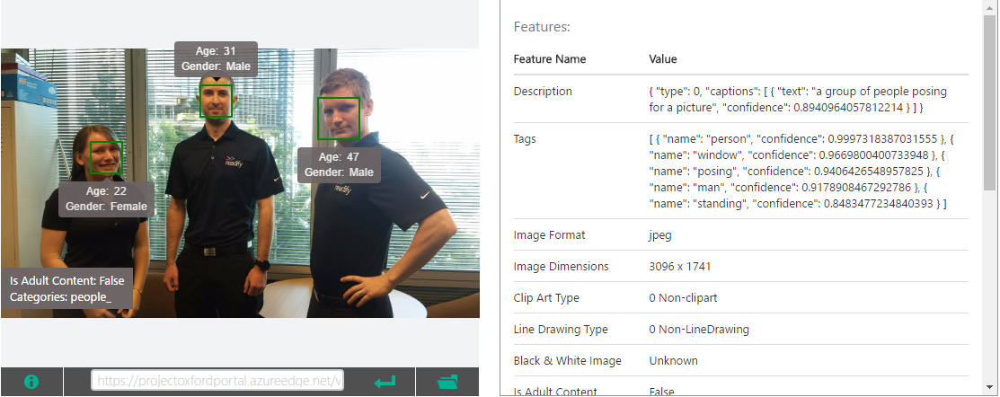 Age: 31
Gender: Male
Age: 47
Gender: Male
Age: 22
Gender: Female
readify
readify
Is Adult Content: False
Categories: people_
https://projectoxfordportal.azureedge.net/v
Features:
Feature Name Value
Description { "type": 0, "captions": [ { "text": "a group of people posing
for a picture", "confidence": 0.8940964057812214 } ] }
Tags [ { "name": "person", "confidence": 0.9997318387031555 }, {
"name": "window", "confidence": 0.9669800400733948 }, {
"name": "posing", "confidence": 0.9406426548957825 }, {
"name": "man", "confidence": 0.9178908467292786 }, {
"name": "standing", "confidence": 0.8483477234840393 } ]
Image Format jpeg
Image Dimensions 3096 x 1741
Clip Art Type 0 Non-clipart
Line Drawing Type 0 Non-LineDrawing
Black & White Image Unknown
Is Adult Content False